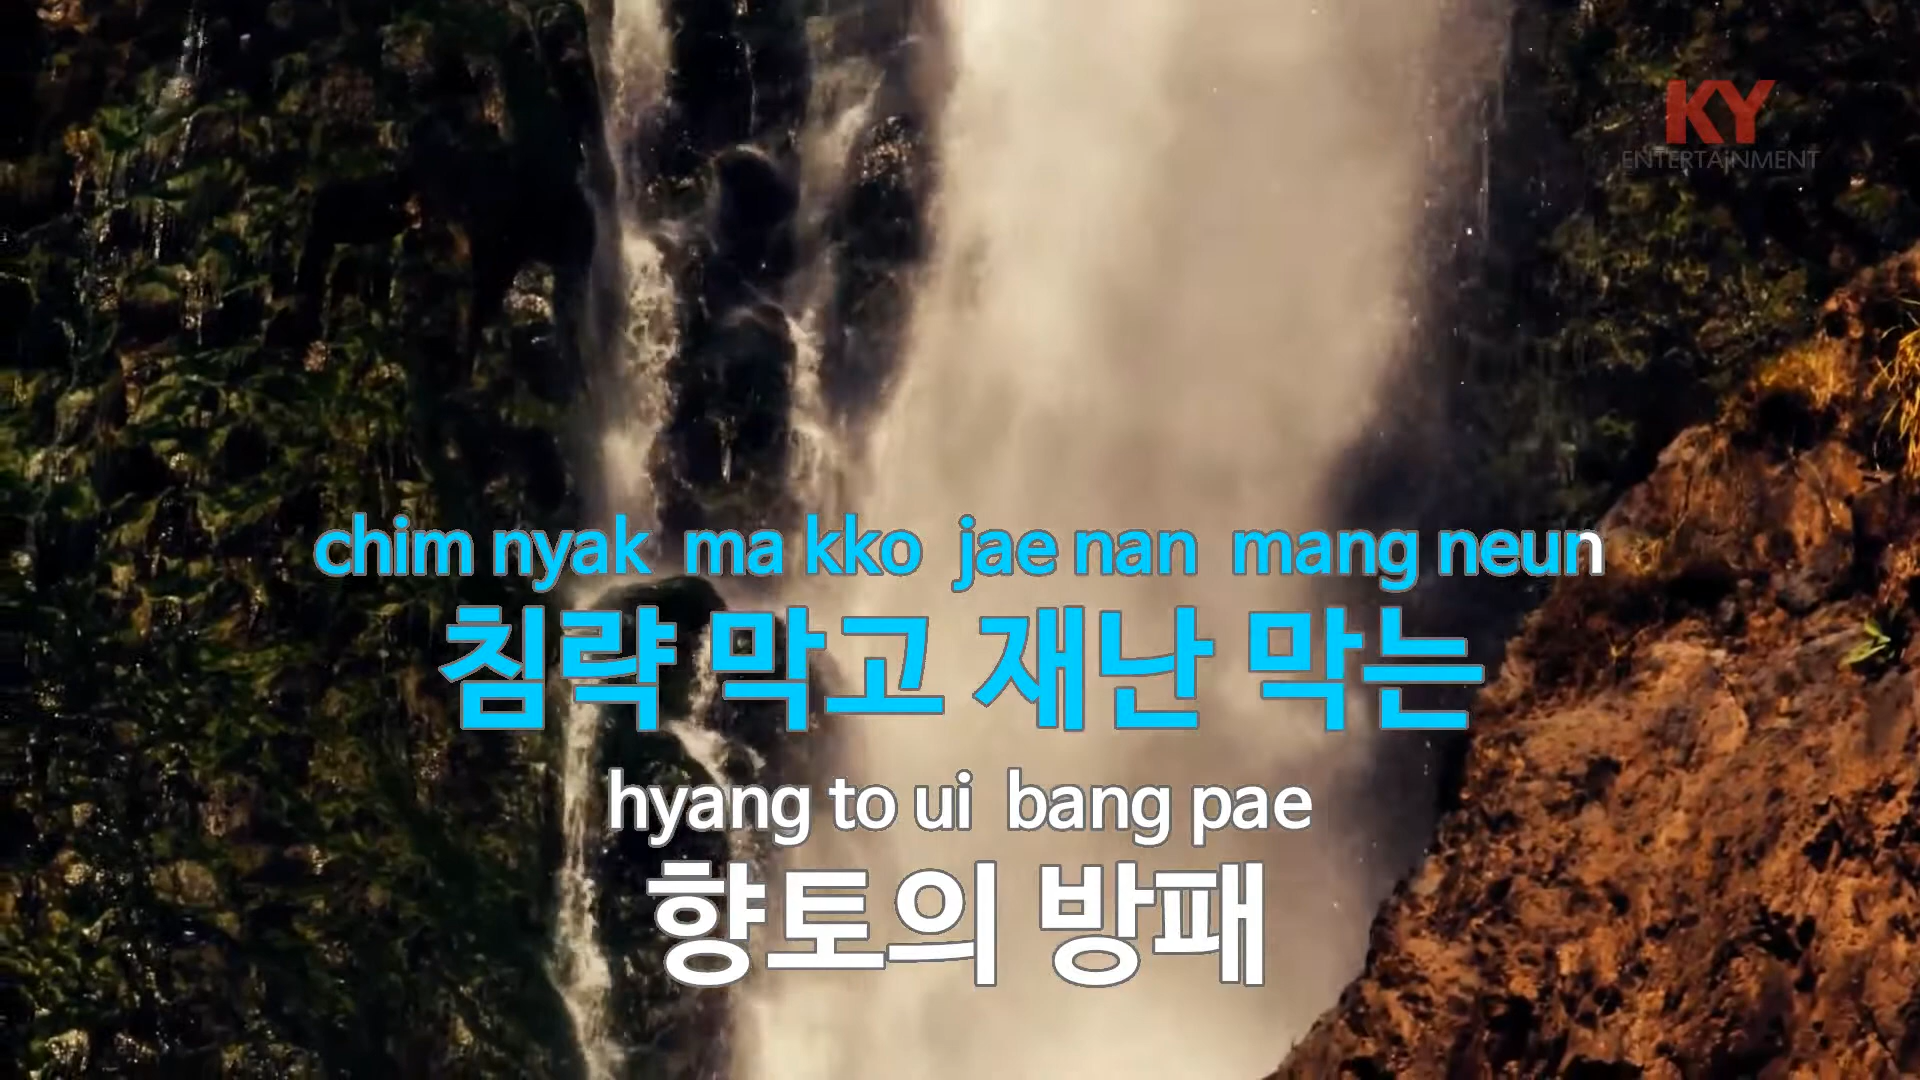 KY
ENTERTAiNMENT
chim nyak ma kko jae nan mang neun
침략 막고 재난 막는
hyang to ui bang pae
향토의 방패